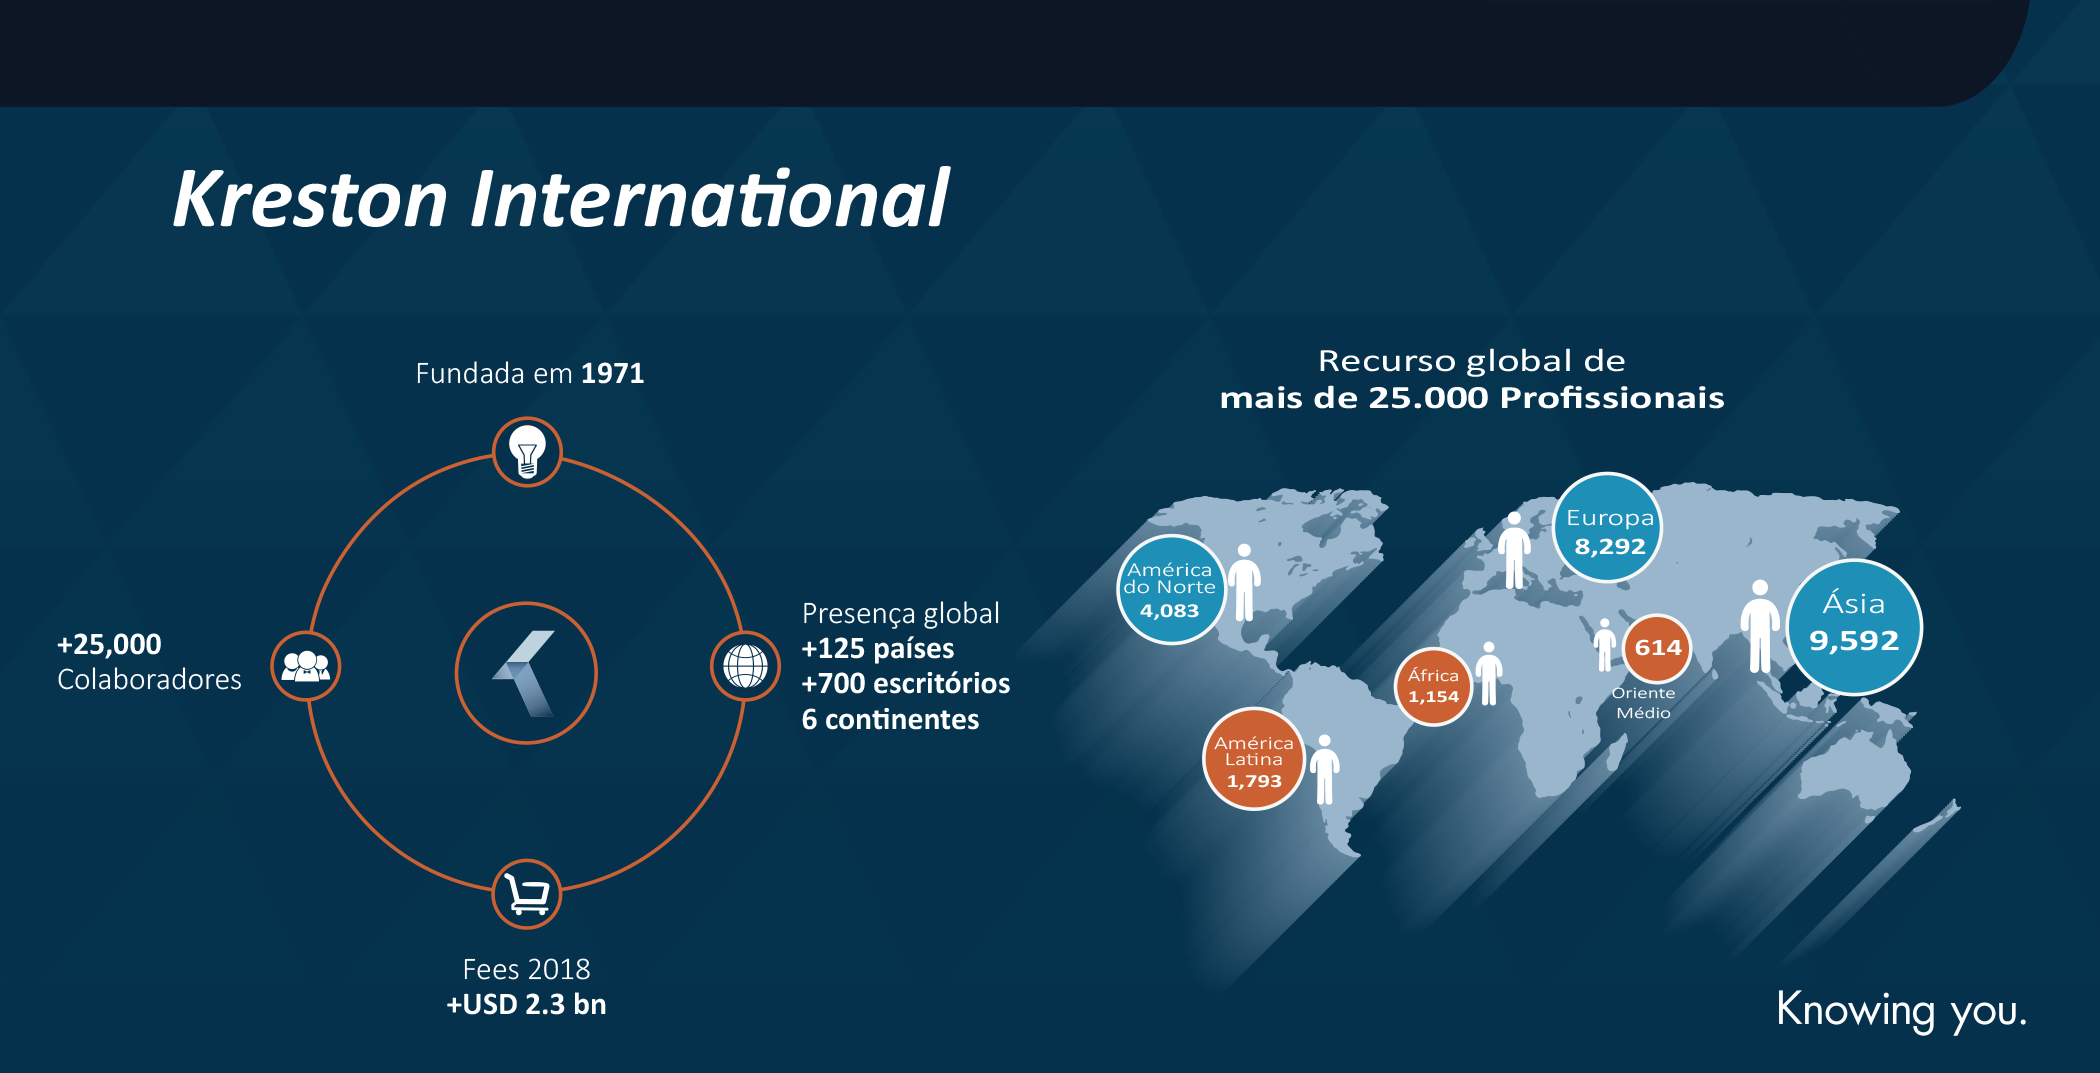 Kreston International
Fundada em 1971
+25,000
Colaboradores
Presença global
+125 países
+700 escritórios
6 continentes
Fees 2018
+USD 2.3 bn
Recurso global de
mais de 25.000 Profissionais
América
do Norte
4,083
Europa
8,292
Ásia
9,592
614
Oriente
Médio
África
1,154
América
Latina
1,793
Knowing you.